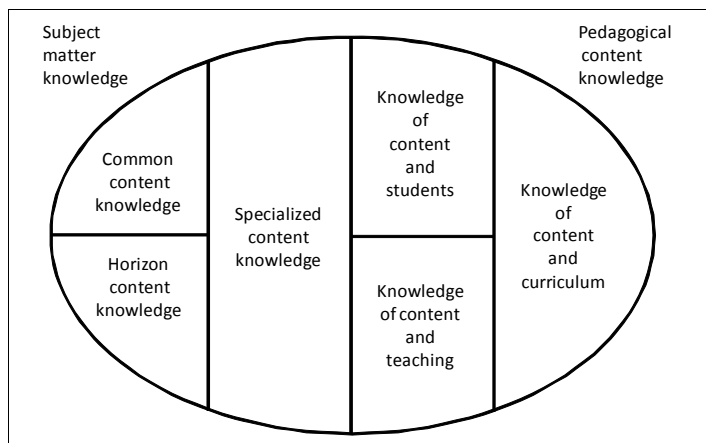 Subject
matter
knowledge
Pedagogical
content
knowledge
Common
content
knowledge
Horizon
content
knowledge
Specialized
content
knowledge
Knowledge
of
content
and
students
Knowledge
of content
and
teaching
Knowledge
of
content
and
curriculum